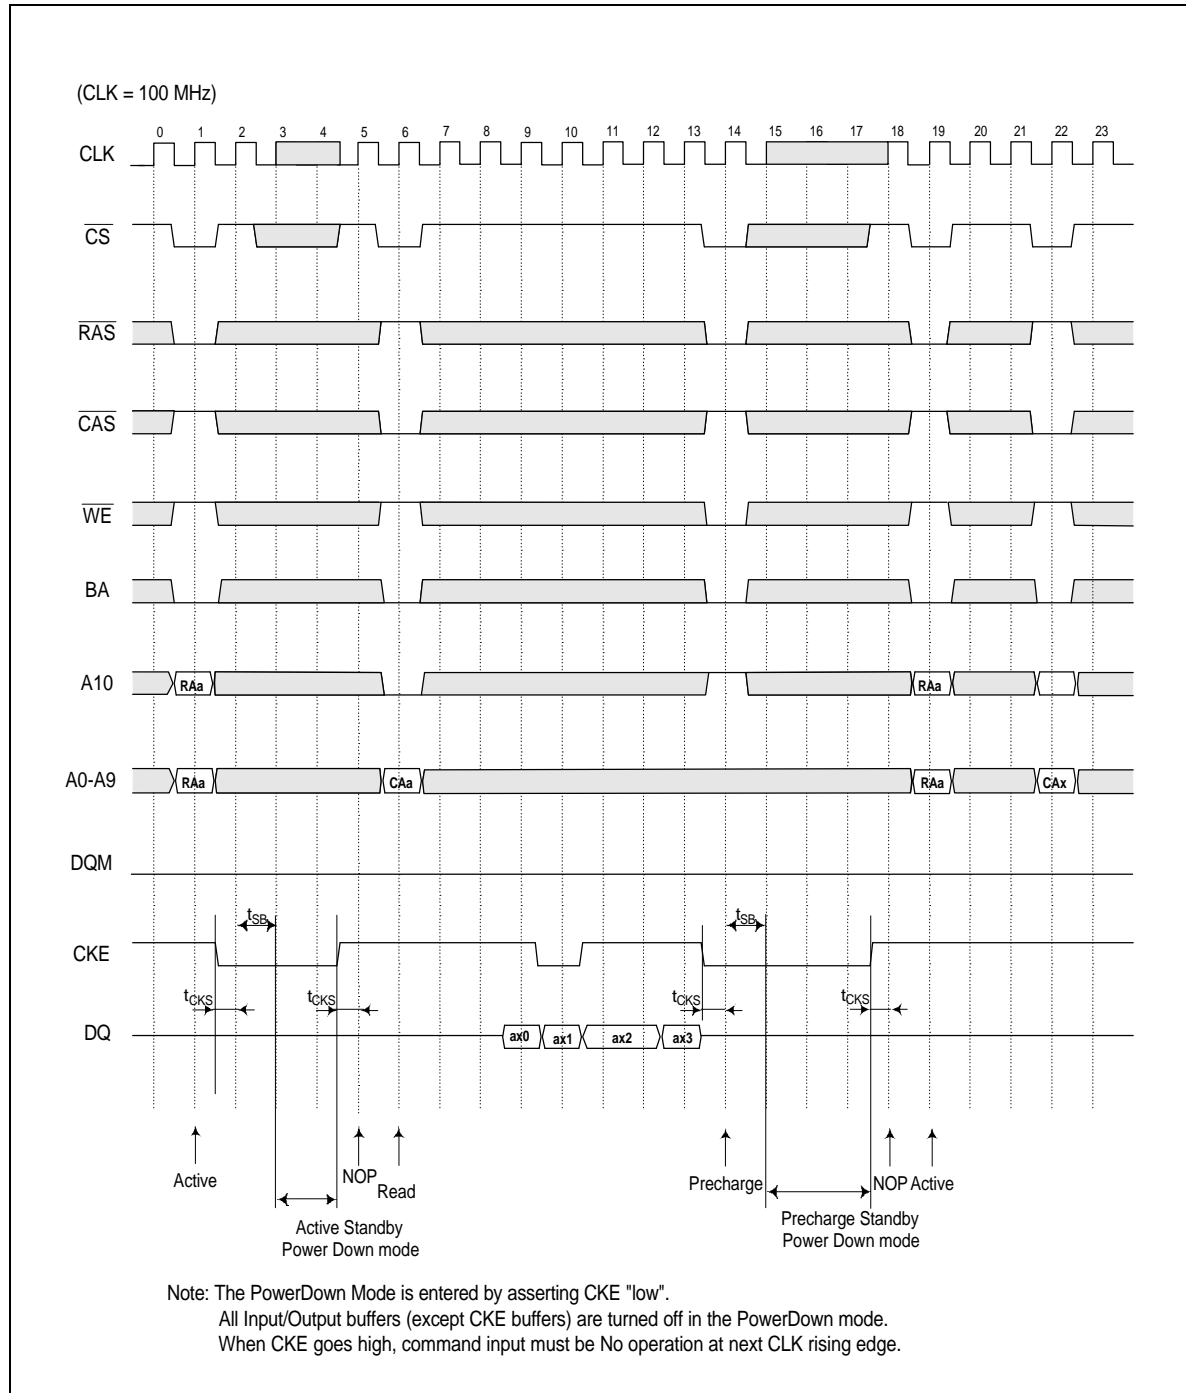 (CLK = 100 MHz)
0 1 2 3 4 5 6 7 8 9 10 11 12 13 14 15 16 17 18 19 20 21 22 23
CLK
CS
RAS
CAS
WE
BA
A10 RAa RAa
A0-A9 RAa CAa RAa CAx
DQM
tSB tSB
CKE
tCKS tCKS tCKS tCKS
DQ ax0 ax1 ax2 ax3
Active NOP Read Precharge NOP Active
Active Standby
Power Down mode
Precharge Standby
Power Down mode
Note: The PowerDown Mode is entered by asserting CKE "low".
All Input/Output buffers (except CKE buffers) are turned off in the PowerDown mode.
When CKE goes high, command input must be No operation at next CLK rising edge.